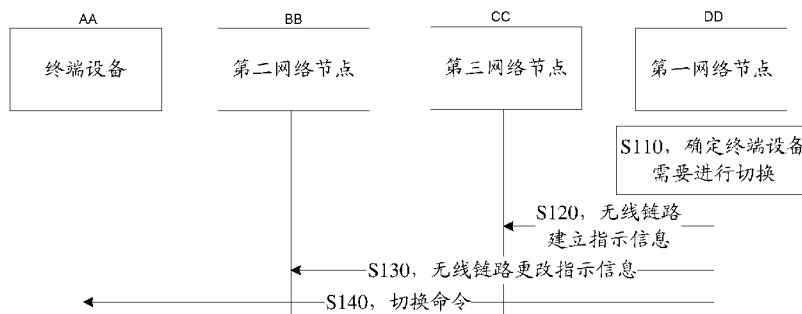 AA BB CC DD
终端设备 第二网络节点 第三网络节点 第一网络节点
S110，确定终端设备
需要进行切换
S120，无线链路
建立指示信息
S130，无线链路更改指示信息
S140，切换命令